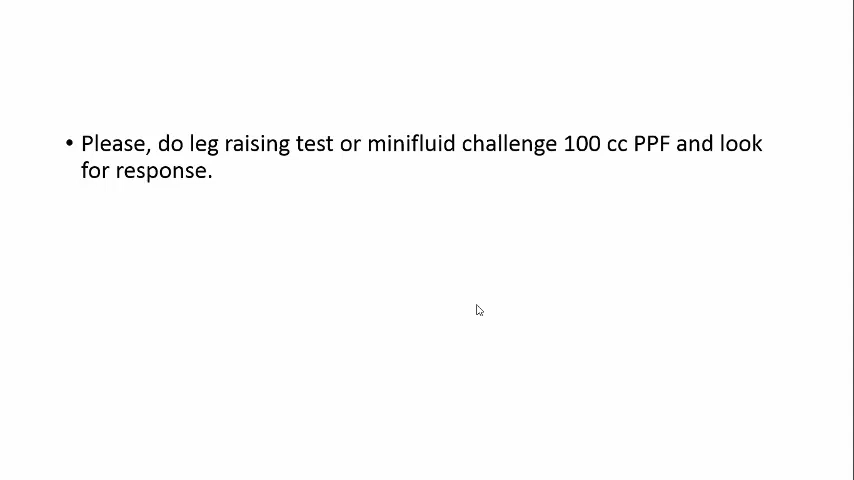 • Please, do leg raising test or minifluid challenge 100 cc PPF and look
for response.